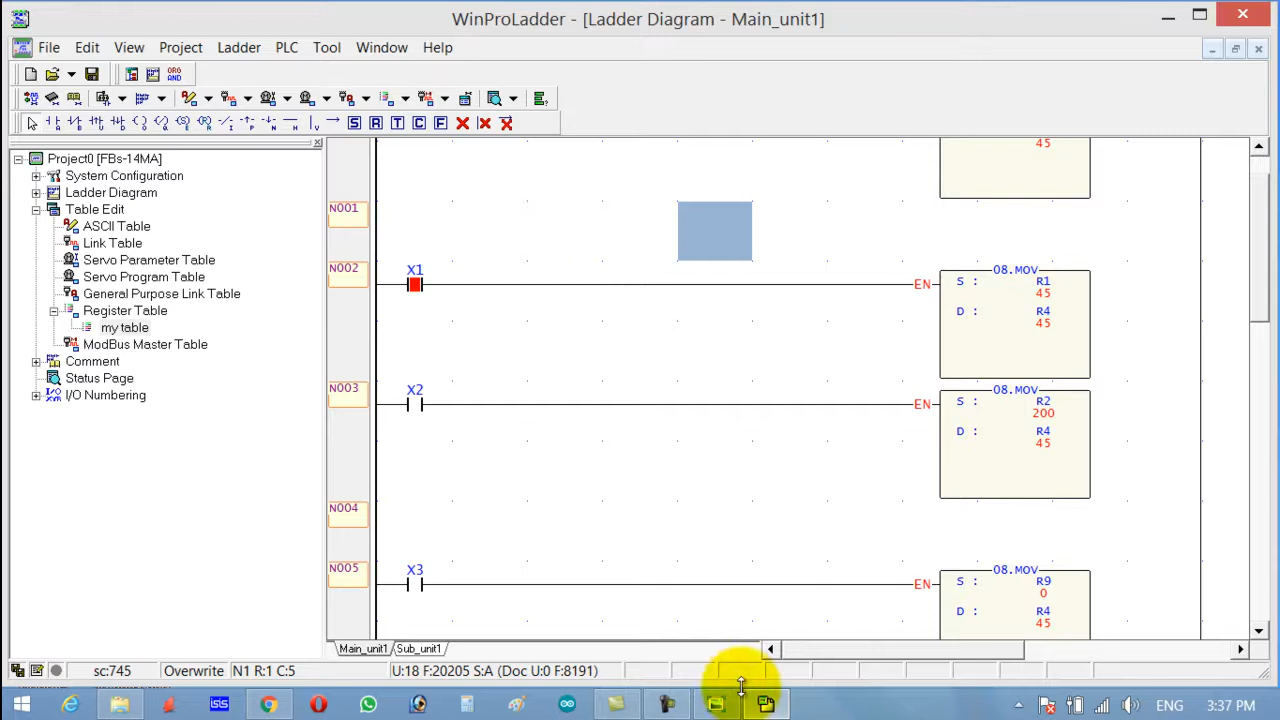 WinProLadder - [Ladder Diagram - Main_unit1]
File Edit View Project Ladder PLC Tool Window Help
ORG
AND
S R T C F
Project0 [FBs-14MA]
System Configuration
Ladder Diagram
Table Edit
ASCII Table
Link Table
Servo Parameter Table
Servo Program Table
General Purpose Link Table
Register Table
my table
ModBus Master Table
Comment
Status Page
I/O Numbering
45
N001
N002
X1
EN
08.MOV
S : R1
45
D : R4
45
N003
X2
EN
08.MOV
S : R2
200
D : R4
45
N004
N005
X3
EN
08.MOV
S : R9
0
D : R4
45
Main_unit1 Sub_unit1
sc:745 Overwrite N1 R:1 C:5 U:18 F:20205 S:A (Doc U:0 F:8191)
ISIS
ENG 3:37 PM